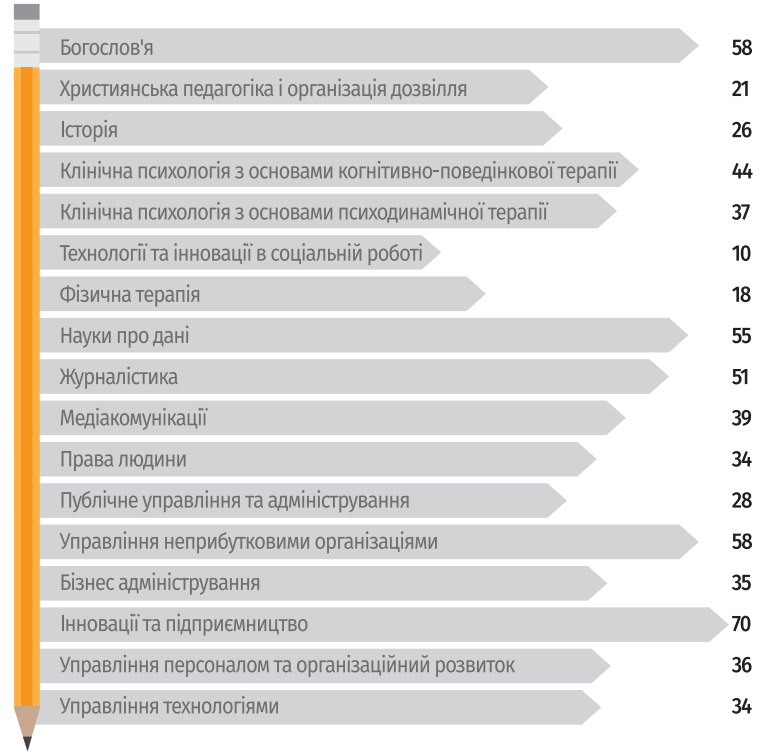 Богослов'я 58
Християнська педагогіка і організація дозвілля 21
Історія 26
Клінічна психологія з основами когнітивно-поведінкової терапії 44
Клінічна психологія з основами психодинамічної терапії 37
Технології та інновації в соціальній роботі 10
Фізична терапія 18
Науки про дані 55
Журналістика 51
Медіакомунікації 39
Права людини 34
Публічне управління та адміністрування 28
Управління неприбутковими організаціями 58
Бізнес адміністрування 35
Інновації та підприємництво 70
Управління персоналом та організаційний розвиток 36
Управління технологіями 34